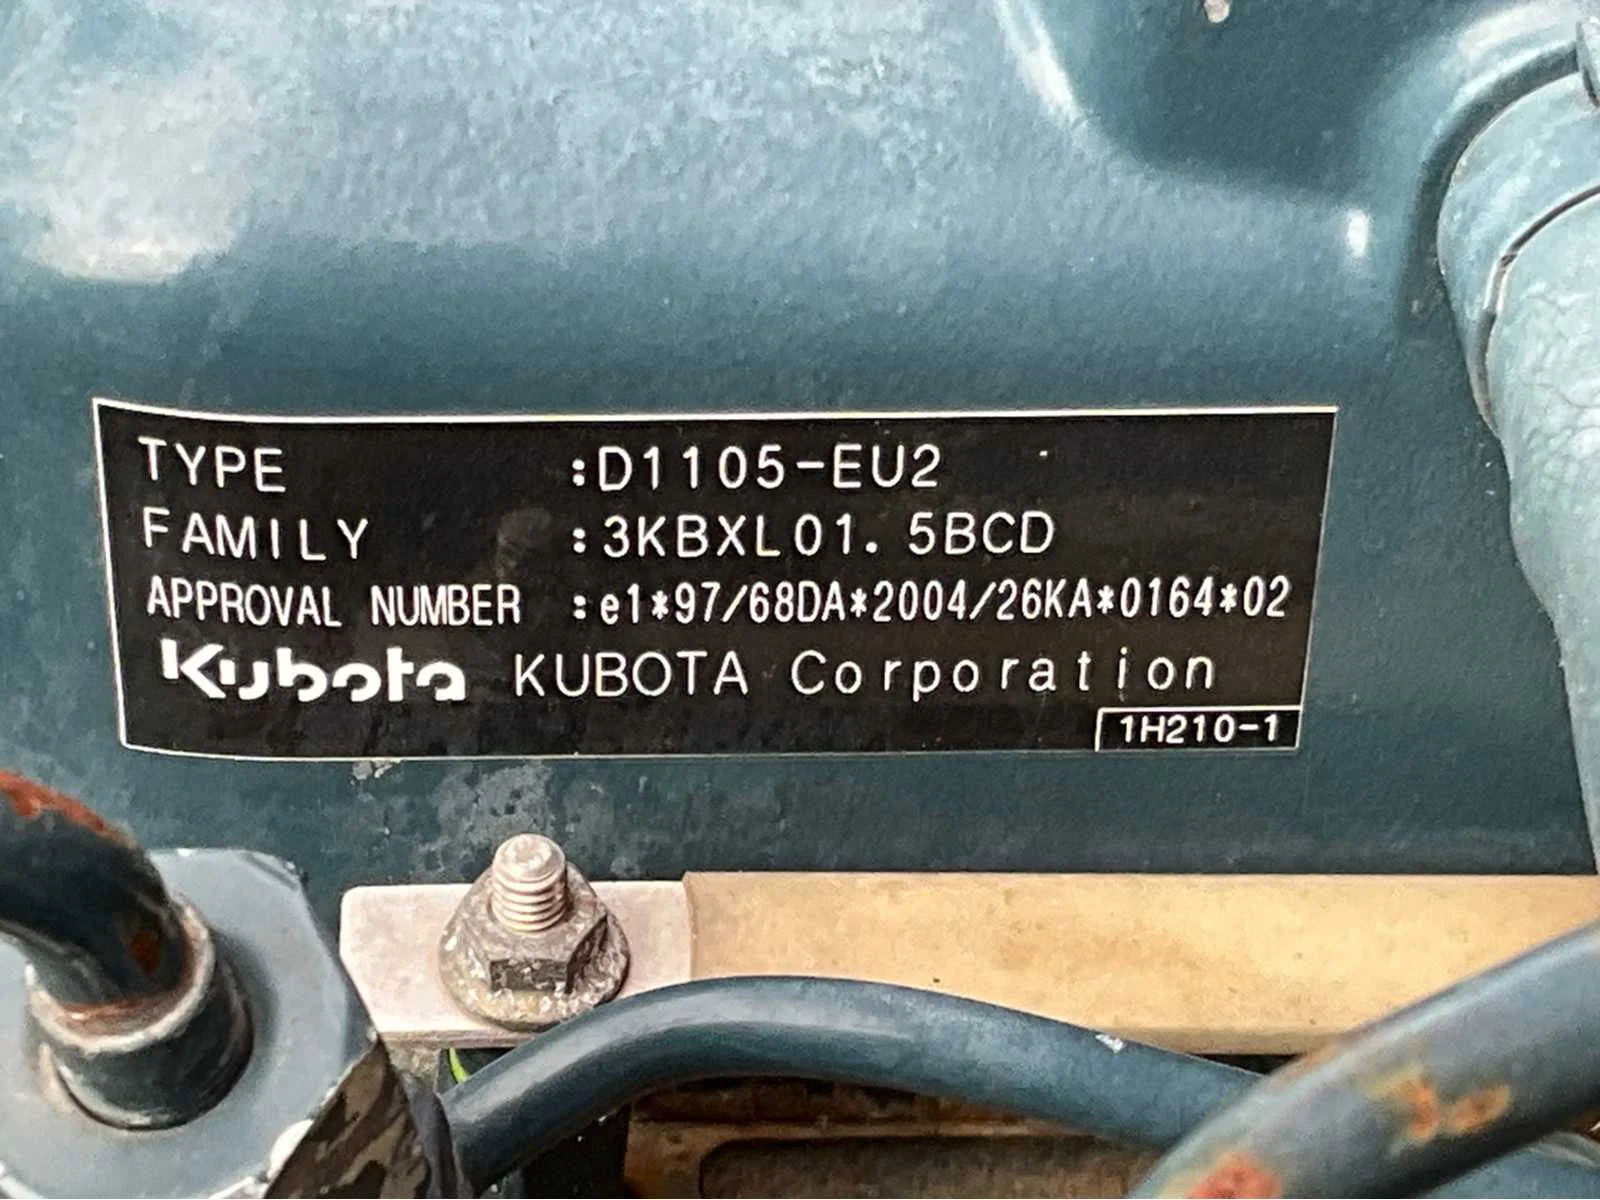 TYPE :D1105-EU2
FAMILY :3KBXL01.5BCD
APPROVAL NUMBER :e1*97/68DA*2004/26KA*0164*02
Kubota KUBOTA Corporation
1H210-1